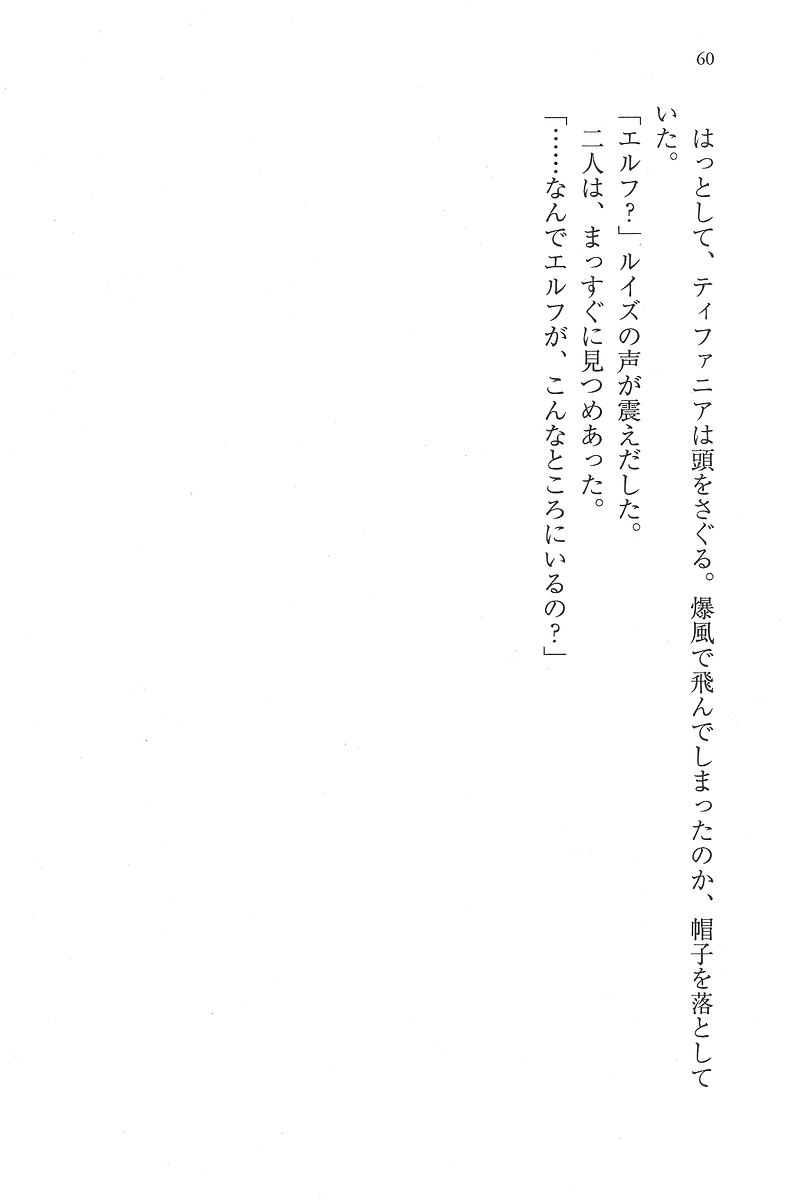 60
はっとして、ティファニアは頭をさぐる。爆風で飛んでしまったのか、帽子を落として
いた。
「エルフ？」ルイズの声が震えだした。
二人は、まっすぐに見つめあった。
「……なんでエルフが、こんなところにいるの？」